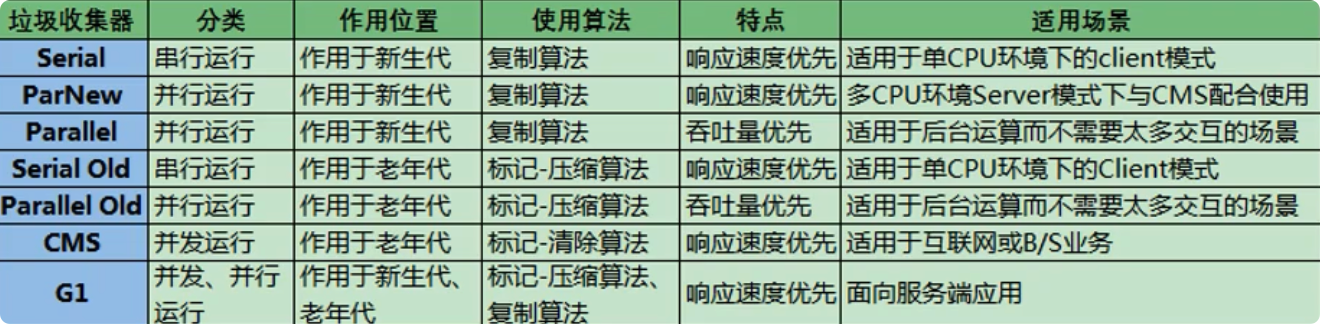 垃圾收集器 分类 作用位置 使用算法 特点 适用场景
Serial 串行运行 作用于新生代 复制算法 响应速度优先 适用于单CPU环境下的client模式
ParNew 并行运行 作用于新生代 复制算法 响应速度优先 多CPU环境Server模式下与CMS配合使用
Parallel 并行运行 作用于新生代 复制算法 吞吐量优先 适用于后台运算而不需要太多交互的场景
Serial Old 串行运行 作用于老年代 标记-压缩算法 响应速度优先 适用于单CPU环境下的Client模式
Parallel Old 并行运行 作用于老年代 标记-压缩算法 吞吐量优先 适用于后台运算而不需要太多交互的场景
CMS 并发运行 作用于老年代 标记-清除算法 响应速度优先 适用于互联网或B/S业务
G1 并发、并行运行 作用于新生代、老年代 标记-压缩算法、复制算法 响应速度优先 面向服务端应用